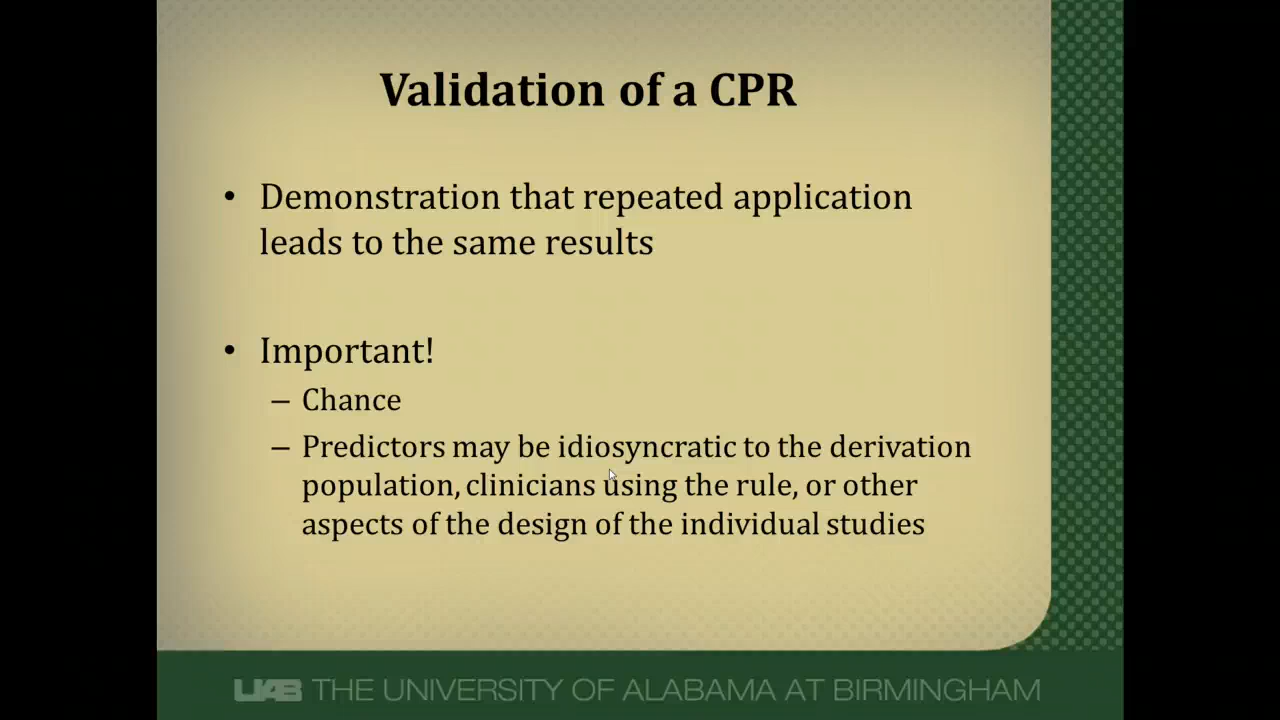 Validation of a CPR
• Demonstration that repeated application
leads to the same results
• Important!
– Chance
– Predictors may be idiosyncratic to the derivation
population, clinicians using the rule, or other
aspects of the design of the individual studies
UAB THE UNIVERSITY OF ALABAMA AT BIRMINGHAM